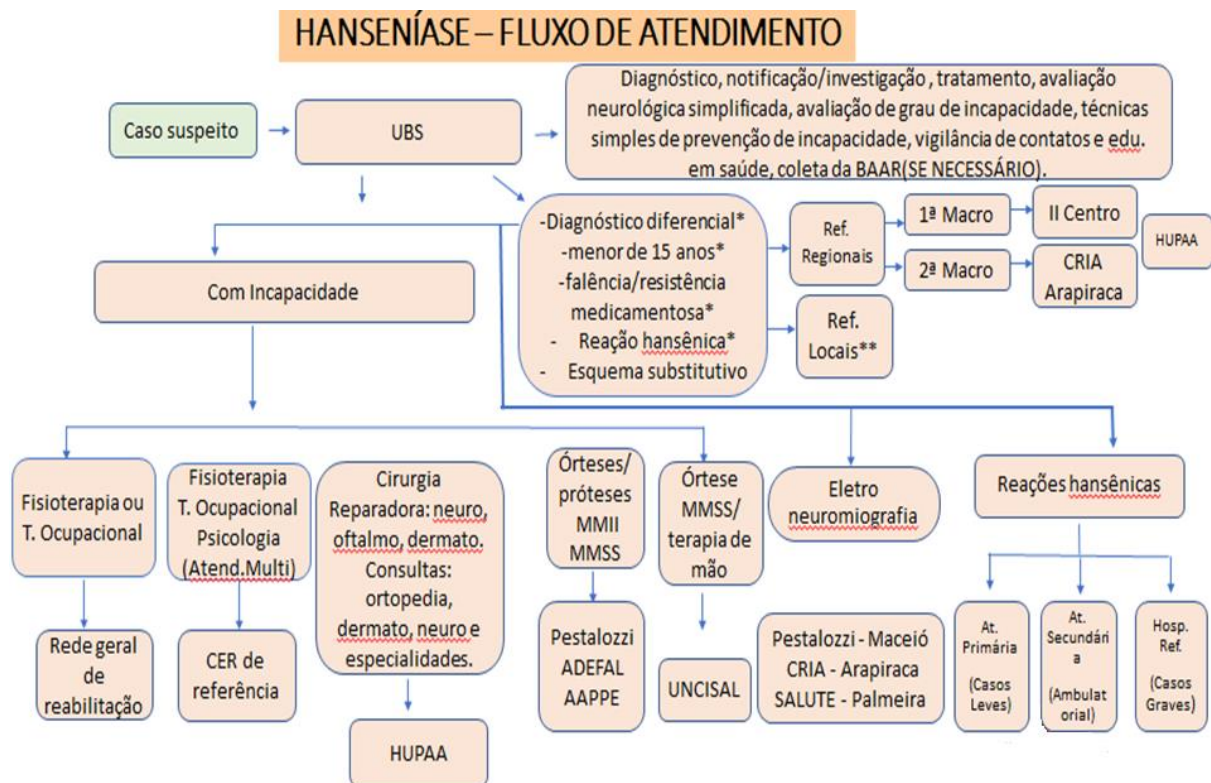 HANSENÍASE – FLUXO DE ATENDIMENTO
Caso suspeito
UBS
Diagnóstico, notificação/investigação , tratamento, avaliação
neurológica simplificada, avaliação de grau de incapacidade, técnicas
simples de prevenção de incapacidade, vigilância de contatos e edu.
em saúde, coleta da BAAR(SE NECESSÁRIO).
-Diagnóstico diferencial*
-menor de 15 anos*
-falência/resistência
medicamentosa*
- Reação hansênica*
- Esquema substitutivo
Ref.
Regionais
1ª Macro
II Centro
2ª Macro
CRIA
Arapiraca
HUPAA
Ref.
Locais**
Com Incapacidade
Fisioterapia ou
T. Ocupacional
Rede geral
de
reabilitação
Fisioterapia
T. Ocupacional
Psicologia
(Atend.Multi)
CER de
referência
Cirurgia
Reparadora: neuro,
oftalmo, dermato.
Consultas:
ortopedia,
dermato, neuro e
especialidades.
HUPAA
Órteses/
próteses
MMII
MMSS
Pestalozzi
ADEFAL
AAPPE
Órtese
MMSS/
terapia de
mão
UNCISAL
Eletro
neuromiografia
Pestalozzi - Maceió
CRIA - Arapiraca
SALUTE - Palmeira
Reações hansênicas
At.
Primária
(Casos
Leves)
At.
Secundári
a
(Ambulat
orial)
Hosp.
Ref.
(Casos
Graves)